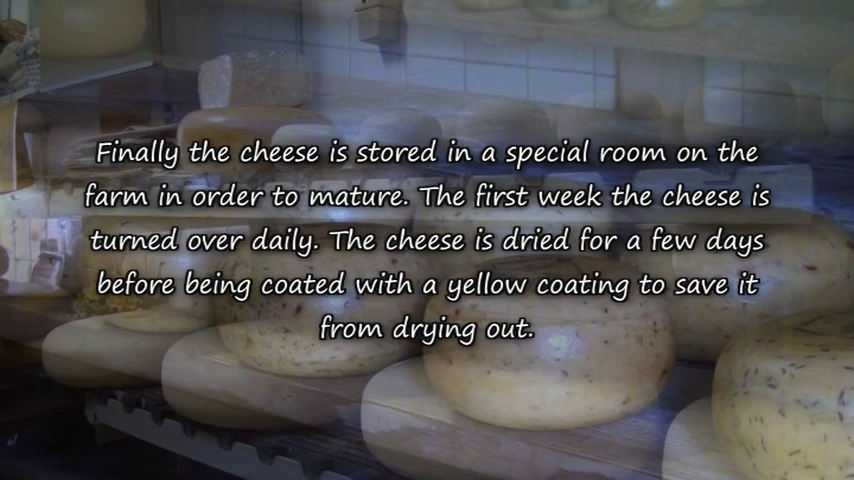 Finally the cheese is stored in a special room on the
farm in order to mature. The first week the cheese is
turned over daily. The cheese is dried for a few days
before being coated with a yellow coating to save it
from drying out.